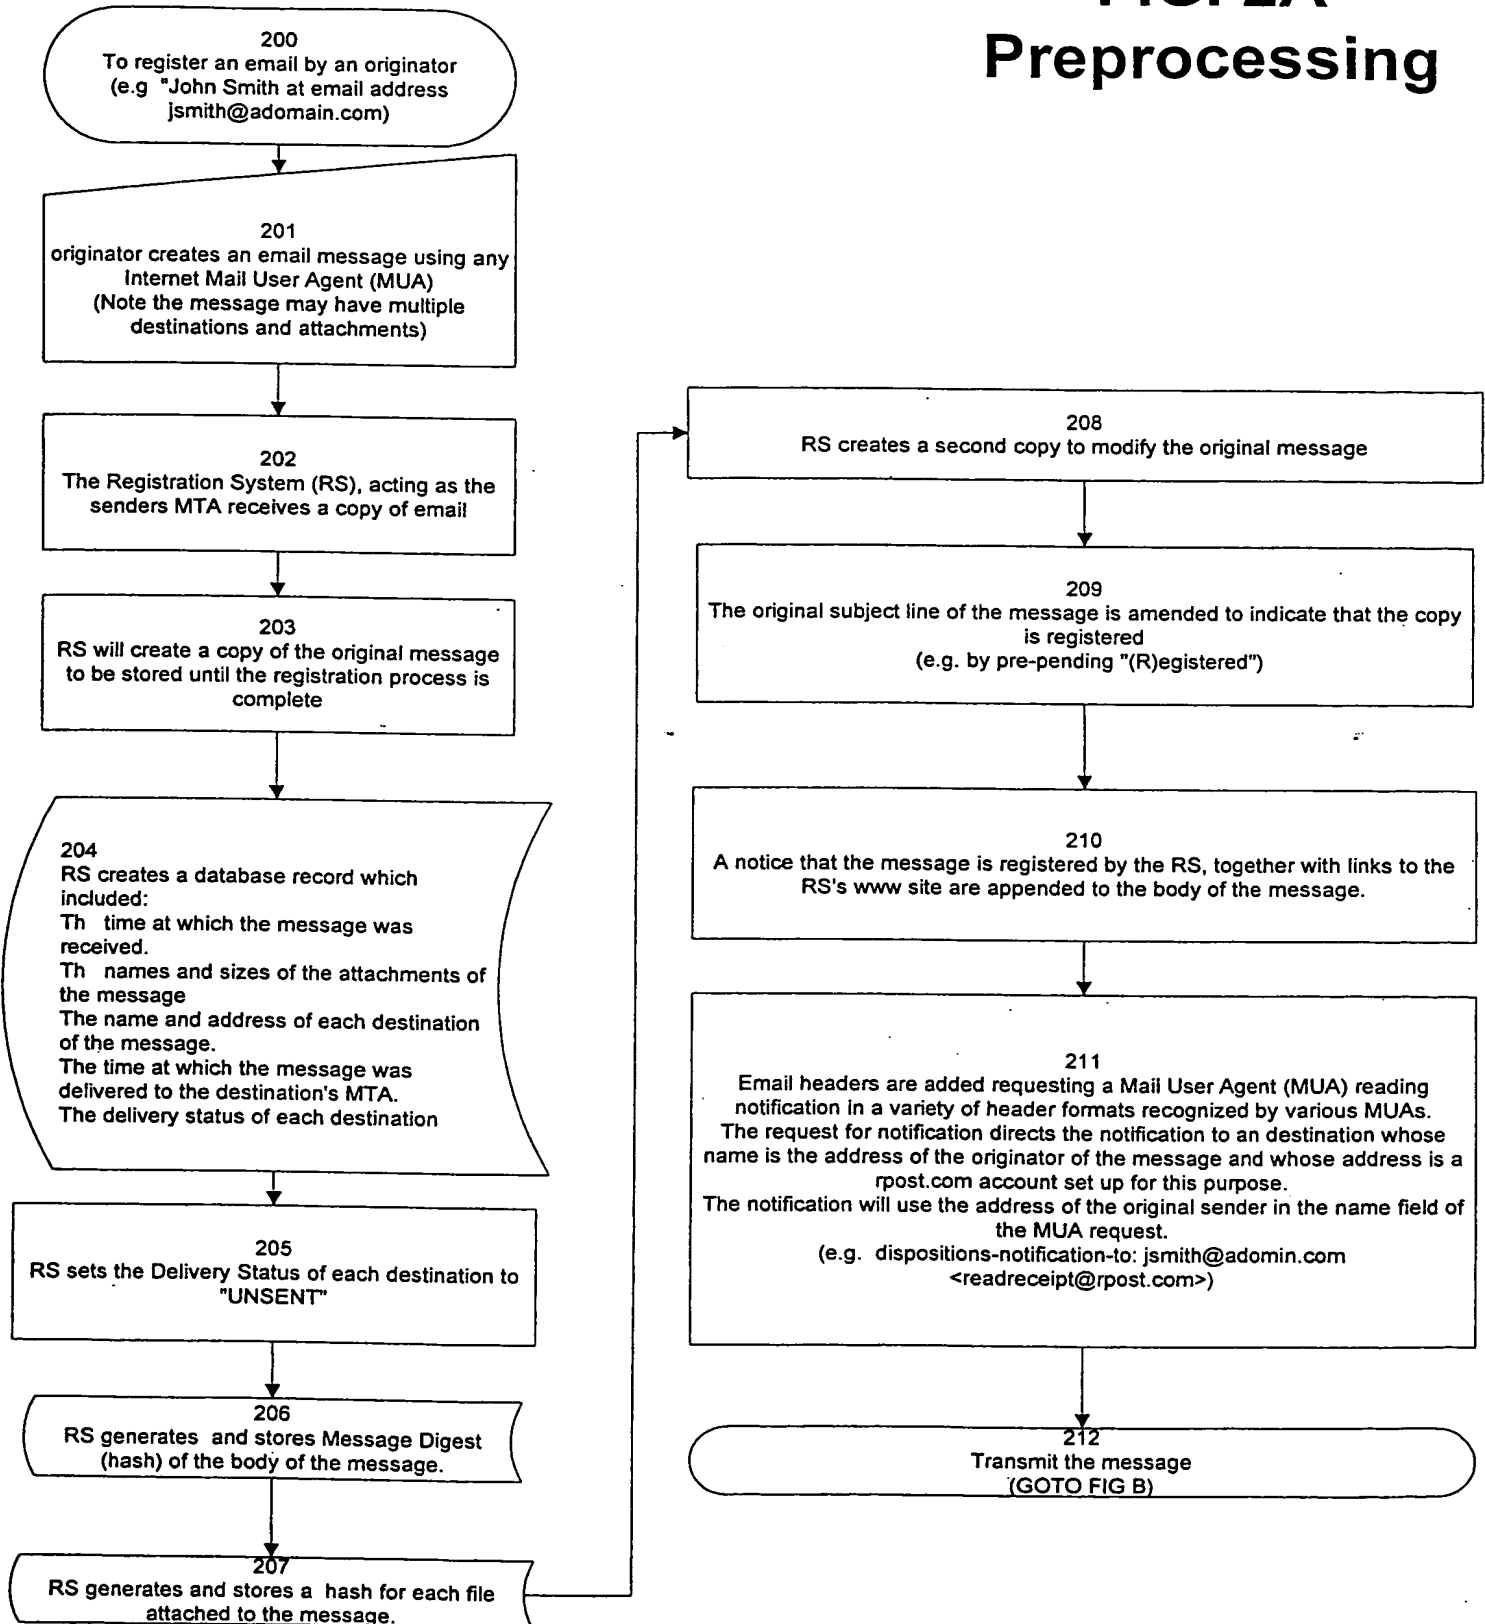 FIG. 2A
Preprocessing
200
To register an email by an originator
(e.g "John Smith at email address
jsmith@adomain.com)
201
originator creates an email message using any
Internet Mail User Agent (MUA)
(Note the message may have multiple
destinations and attachments)
202
The Registration System (RS), acting as the
senders MTA receives a copy of email
203
RS will create a copy of the original message
to be stored until the registration process is
complete
204
RS creates a database record which
included:
Th time at which the message was
received.
Th names and sizes of the attachments of
the message
The name and address of each destination
of the message.
The time at which the message was
delivered to the destination's MTA.
The delivery status of each destination
205
RS sets the Delivery Status of each destination to
"UNSENT"
206
RS generates and stores Message Digest
(hash) of the body of the message.
207
RS generates and stores a hash for each file
attached to the message.
208
RS creates a second copy to modify the original message
209
The original subject line of the message is amended to indicate that the copy
is registered
(e.g. by pre-pending "(R)egistered")
210
A notice that the message is registered by the RS, together with links to the
RS's www site are appended to the body of the message.
211
Email headers are added requesting a Mail User Agent (MUA) reading
notification in a variety of header formats recognized by various MUAs.
The request for notification directs the notification to an destination whose
name is the address of the originator of the message and whose address is a
rpost.com account set up for this purpose.
The notification will use the address of the original sender in the name field of
the MUA request.
(e.g. dispositions-notification-to: jsmith@adomin.com
<readreceipt@rpost.com>)
212
Transmit the message
(GOTO FIG B)